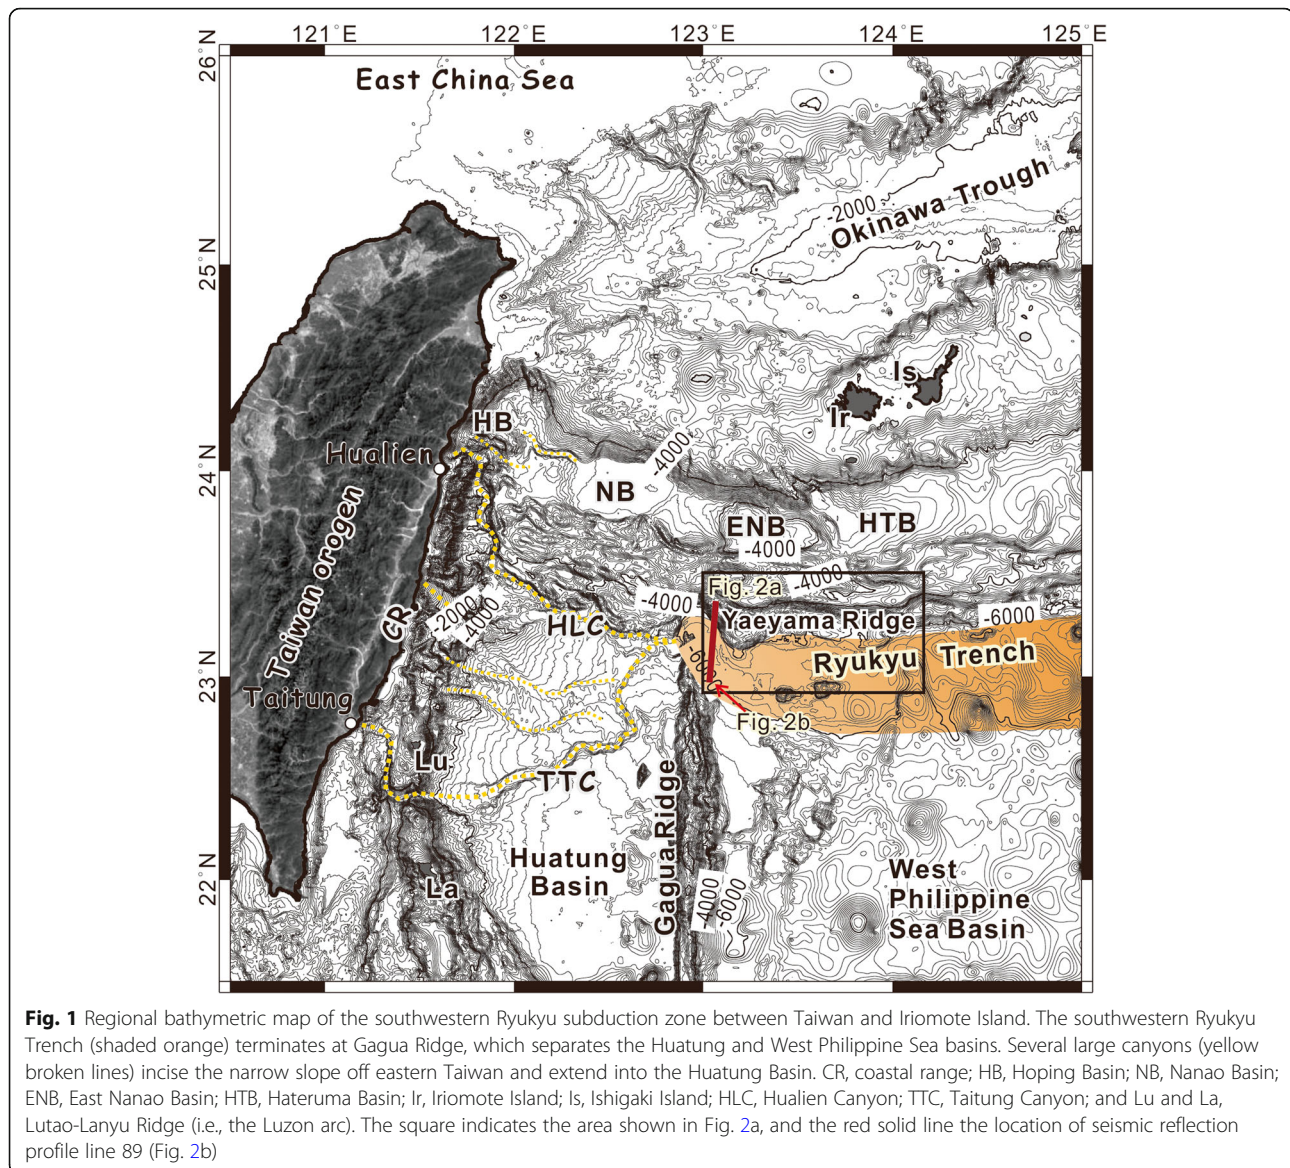 121°E 122°E 123°E 124°E 125°E
26°N
East China Sea
-2000
Okinawa Trough
25°N
Is
Ir
HB
Hualien
24°N
-4000
NB
ENB
HTB
-4000
Taiwan orogen
Fig. 2a
-4000
-4000
-2000
-4000
CR
HLC
Yaeyama Ridge
-6000
Ryukyu Trench
-6000
23°N
Taitung
Fig. 2b
Lu
TTC
Gagua Ridge
22°N
La
Huatung
Basin
-4000
-6000
West
Philippine
Sea Basin
Fig. 1 Regional bathymetric map of the southwestern Ryukyu subduction zone between Taiwan and Iriomote Island. The southwestern Ryukyu
Trench (shaded orange) terminates at Gagua Ridge, which separates the Huatung and West Philippine Sea basins. Several large canyons (yellow
broken lines) incise the narrow slope off eastern Taiwan and extend into the Huatung Basin. CR, coastal range; HB, Hoping Basin; NB, Nanao Basin;
ENB, East Nanao Basin; HTB, Hateruma Basin; Ir, Iriomote Island; Is, Ishigaki Island; HLC, Hualien Canyon; TTC, Taitung Canyon; and Lu and La,
Lutao-Lanyu Ridge (i.e., the Luzon arc). The square indicates the area shown in Fig. 2a, and the red solid line the location of seismic reflection
profile line 89 (Fig. 2b)